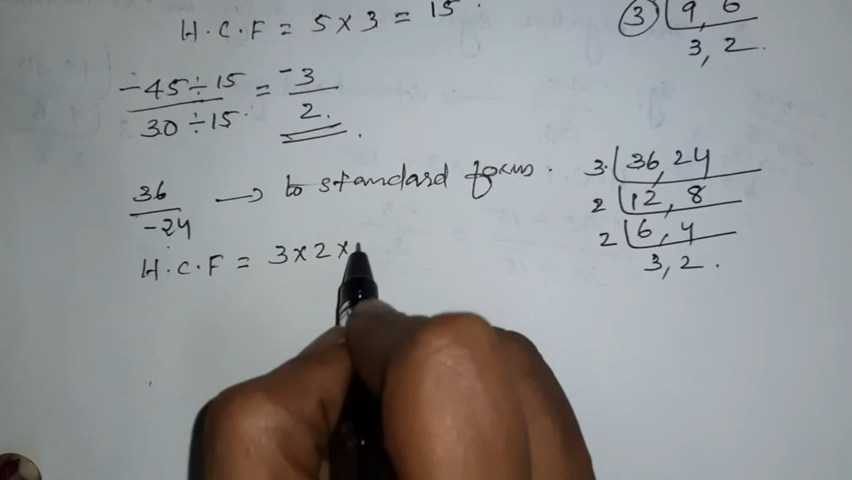 H.C.F = 5 × 3 = 15.
3 | 9, 6
3, 2.
-45 ÷ 15 / 30 ÷ 15 = -3 / 2.
36 / -24 → to standard form.
H.C.F = 3 × 2 ×
3 | 36, 24
2 | 12, 8
2 | 6, 4
3, 2.